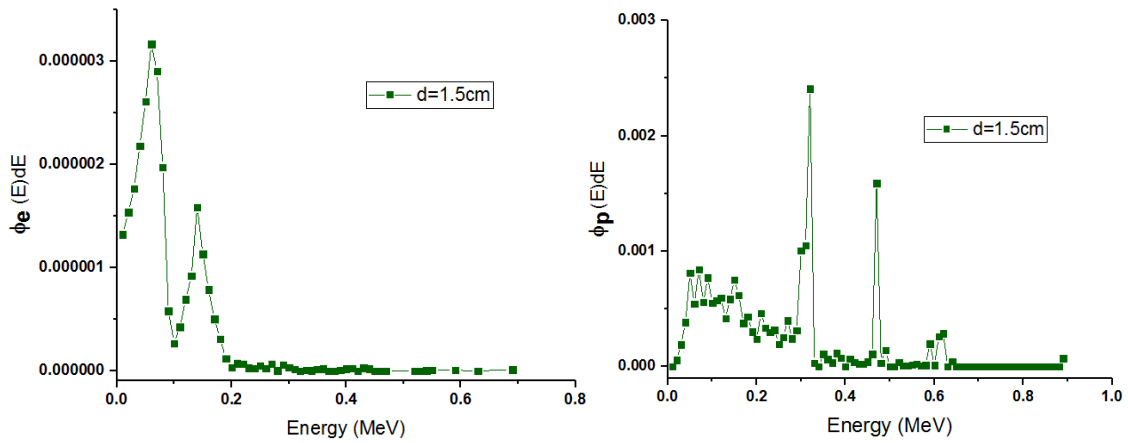 0.000003
0.000002
0.000001
0.000000
ϕe (E)dE
d=1.5cm
0.0 0.2 0.4 0.6 0.8
Energy (MeV)
0.003
0.002
0.001
0.000
ϕp(E)dE
d=1.5cm
0.0 0.2 0.4 0.6 0.8 1.0
Energy (MeV)